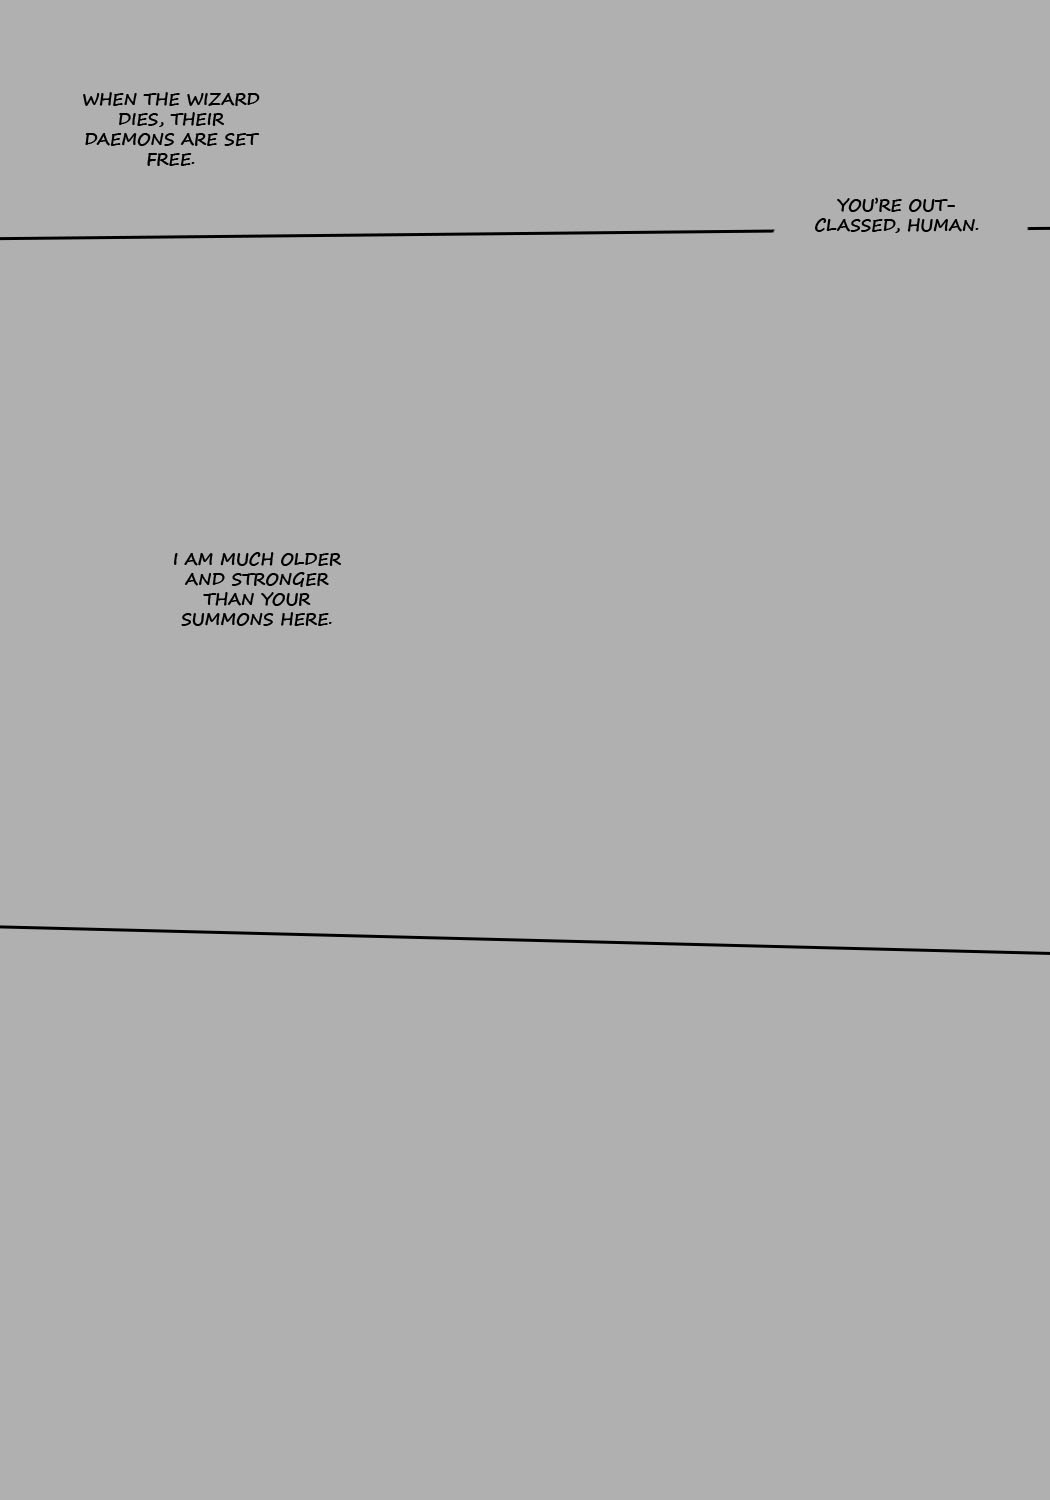 WHEN THE WIZARD
DIES, THEIR
DAEMONS ARE SET
FREE.
YOU'RE OUT-
CLASSED, HUMAN.
I AM MUCH OLDER
AND STRONGER
THAN YOUR
SUMMONS HERE.